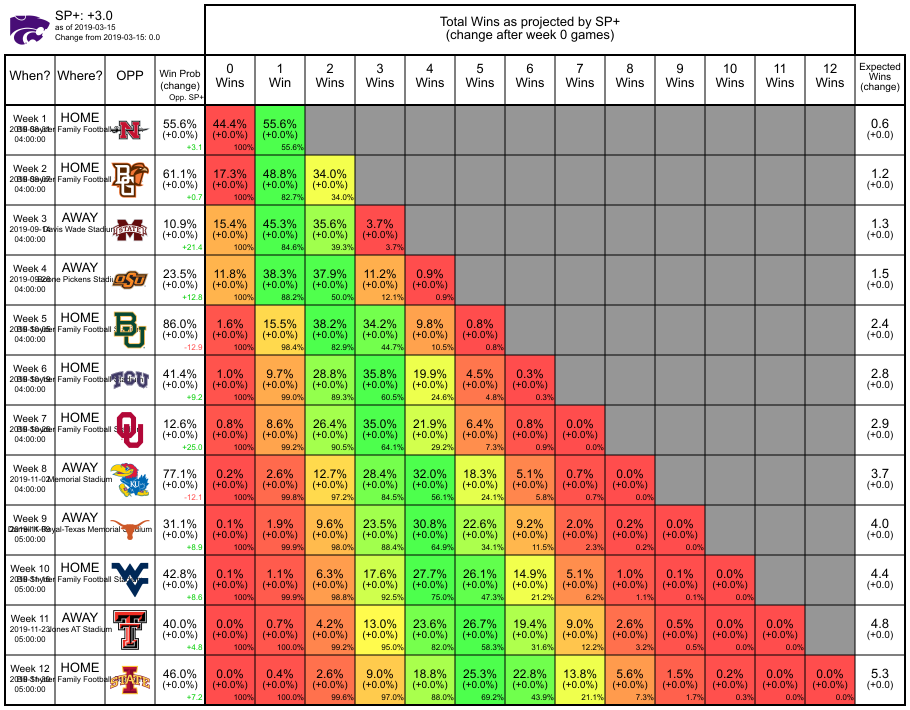 SP+: +3.0
as of 2019-03-15
Change from 2019-03-15: 0.0
Total Wins as projected by SP+
(change after week 0 games)
When? Where? OPP Win Prob (change) Opp. SP+ 0 Wins 1 Win 2 Wins 3 Wins 4 Wins 5 Wins 6 Wins 7 Wins 8 Wins 9 Wins 10 Wins 11 Wins 12 Wins Expected Wins (change)
Week 1 HOME N 55.6% 44.4% 55.6% 0.6
Family Football
(+0.0%) (+0.0%) (+0.0%) (+0.0)
04:00:00 +3.1 100% 55.6%
Week 2 HOME BG 61.1% 17.3% 48.8% 34.0% 1.2
Family Football
(+0.0%) (+0.0%) (+0.0%) (+0.0%) (+0.0)
04:00:00 +0.7 100% 82.7% 34.0%
Week 3 AWAY M STATE 10.9% 15.4% 45.3% 35.6% 3.7% 1.3
2019-09-14 Davis Wade Stadium
(+0.0%) (+0.0%) (+0.0%) (+0.0%) (+0.0%) (+0.0)
04:00:00 +21.4 100% 84.6% 39.3% 3.7%
Week 4 AWAY OSU 23.5% 11.8% 38.3% 37.9% 11.2% 0.9% 1.5
Pickens Stadium
(+0.0%) (+0.0%) (+0.0%) (+0.0%) (+0.0%) (+0.0%) (+0.0)
04:00:00 +12.8 100% 88.2% 50.0% 12.1% 0.9%
Week 5 HOME BU 86.0% 1.6% 15.5% 38.2% 34.2% 9.8% 0.8% 2.4
Family Football
(+0.0%) (+0.0%) (+0.0%) (+0.0%) (+0.0%) (+0.0%) (+0.0%) (+0.0)
04:00:00 -12.9 100% 98.4% 82.9% 44.7% 10.5% 0.8%
Week 6 HOME TCU 41.4% 1.0% 9.7% 28.8% 35.8% 19.9% 4.5% 0.3% 2.8
Family Football Stadium
(+0.0%) (+0.0%) (+0.0%) (+0.0%) (+0.0%) (+0.0%) (+0.0%) (+0.0%) (+0.0)
04:00:00 +9.2 100% 99.0% 89.3% 60.5% 24.6% 4.8% 0.3%
Week 7 HOME OU 12.6% 0.8% 8.6% 26.4% 35.0% 21.9% 6.4% 0.8% 0.0% 2.9
Family Football
(+0.0%) (+0.0%) (+0.0%) (+0.0%) (+0.0%) (+0.0%) (+0.0%) (+0.0%) (+0.0%) (+0.0)
04:00:00 +25.0 100% 99.2% 90.5% 64.1% 29.2% 7.3% 0.9% 0.0%
Week 8 AWAY KU 77.1% 0.2% 2.6% 12.7% 28.4% 32.0% 18.3% 5.1% 0.7% 0.0% 3.7
2019-11-02 Memorial Stadium
(+0.0%) (+0.0%) (+0.0%) (+0.0%) (+0.0%) (+0.0%) (+0.0%) (+0.0%) (+0.0%) (+0.0%) (+0.0)
04:00:00 -12.1 100% 99.8% 97.2% 84.5% 56.1% 24.1% 5.8% 0.7% 0.0%
Week 9 AWAY 31.1% 0.1% 1.9% 9.6% 23.5% 30.8% 22.6% 9.2% 2.0% 0.2% 0.0% 4.0
Royal-Texas Memorial Stadium
(+0.0%) (+0.0%) (+0.0%) (+0.0%) (+0.0%) (+0.0%) (+0.0%) (+0.0%) (+0.0%) (+0.0%) (+0.0%) (+0.0)
05:00:00 +8.9 100% 99.9% 98.0% 88.4% 64.9% 34.1% 11.5% 2.3% 0.2% 0.0%
Week 10 HOME WV 42.8% 0.1% 1.1% 6.3% 17.6% 27.7% 26.1% 14.9% 5.1% 1.0% 0.1% 0.0% 4.4
Family Football Stadium
(+0.0%) (+0.0%) (+0.0%) (+0.0%) (+0.0%) (+0.0%) (+0.0%) (+0.0%) (+0.0%) (+0.0%) (+0.0%) (+0.0%) (+0.0)
05:00:00 +8.6 100% 99.9% 98.8% 92.5% 75.0% 47.3% 21.2% 6.2% 1.1% 0.1% 0.0%
Week 11 AWAY T 40.0% 0.0% 0.7% 4.2% 13.0% 23.6% 26.7% 19.4% 9.0% 2.6% 0.5% 0.0% 0.0% 4.8
2019-11-23 Jones AT Stadium
(+0.0%) (+0.0%) (+0.0%) (+0.0%) (+0.0%) (+0.0%) (+0.0%) (+0.0%) (+0.0%) (+0.0%) (+0.0%) (+0.0%) (+0.0%) (+0.0)
05:00:00 +4.8 100% 100.0% 99.2% 95.0% 82.0% 58.3% 31.6% 12.2% 3.2% 0.5% 0.0% 0.0%
Week 12 HOME I STATE 46.0% 0.0% 0.4% 2.6% 9.0% 18.8% 25.3% 22.8% 13.8% 5.6% 1.5% 0.2% 0.0% 0.0% 5.3
Family Football
(+0.0%) (+0.0%) (+0.0%) (+0.0%) (+0.0%) (+0.0%) (+0.0%) (+0.0%) (+0.0%) (+0.0%) (+0.0%) (+0.0%) (+0.0%) (+0.0%) (+0.0)
05:00:00 +7.2 100% 100.0% 99.6% 97.0% 88.0% 69.2% 43.9% 21.1% 7.3% 1.7% 0.3% 0.0% 0.0%